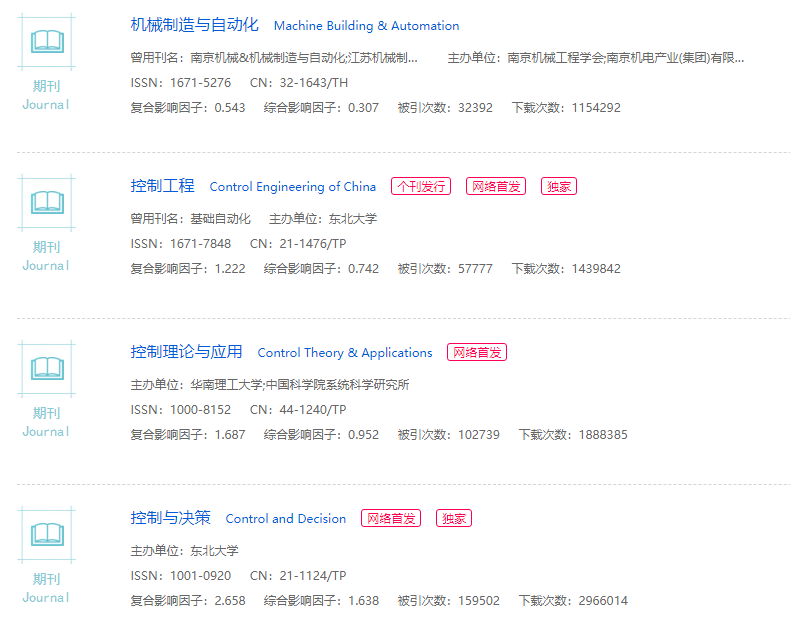 机械制造与自动化 Machine Building & Automation
曾用刊名：南京机械&机械制造与自动化;江苏机械制... 主办单位：南京机械工程学会;南京机电产业(集团)有限...
ISSN：1671-5276 CN：32-1643/TH
复合影响因子：0.543 综合影响因子：0.307 被引次数：32392 下载次数：1154292
期刊
Journal
控制工程 Control Engineering of China 个刊发行 网络首发 独家
曾用刊名：基础自动化 主办单位：东北大学
ISSN：1671-7848 CN：21-1476/TP
复合影响因子：1.222 综合影响因子：0.742 被引次数：57777 下载次数：1439842
期刊
Journal
控制理论与应用 Control Theory & Applications 网络首发
主办单位：华南理工大学;中国科学院系统科学研究所
ISSN：1000-8152 CN：44-1240/TP
复合影响因子：1.687 综合影响因子：0.952 被引次数：102739 下载次数：1888385
期刊
Journal
控制与决策 Control and Decision 网络首发 独家
主办单位：东北大学
ISSN：1001-0920 CN：21-1124/TP
复合影响因子：2.658 综合影响因子：1.638 被引次数：159502 下载次数：2966014
期刊
Journal